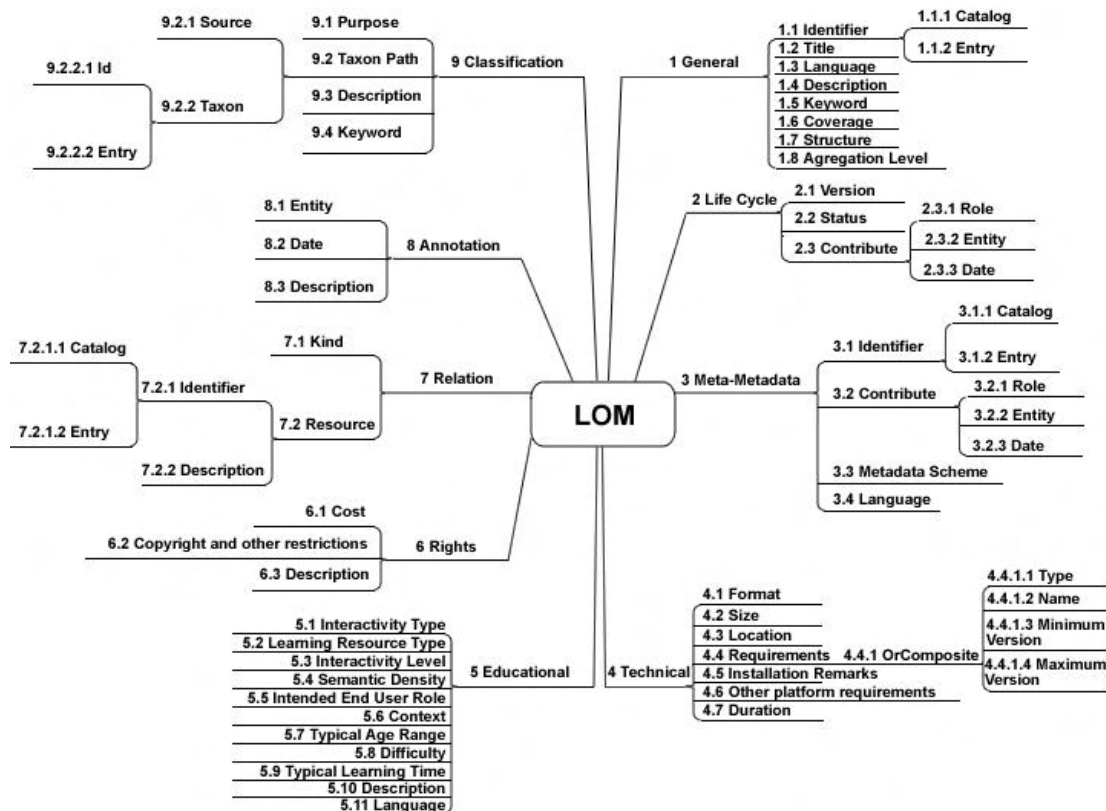 LOM
1 General
1.1 Identifier
1.1.1 Catalog
1.1.2 Entry
1.2 Title
1.3 Language
1.4 Description
1.5 Keyword
1.6 Coverage
1.7 Structure
1.8 Agregation Level
2 Life Cycle
2.1 Version
2.2 Status
2.3 Contribute
2.3.1 Role
2.3.2 Entity
2.3.3 Date
3 Meta-Metadata
3.1 Identifier
3.1.1 Catalog
3.1.2 Entry
3.2 Contribute
3.2.1 Role
3.2.2 Entity
3.2.3 Date
3.3 Metadata Scheme
3.4 Language
4 Technical
4.1 Format
4.2 Size
4.3 Location
4.4 Requirements
4.4.1 OrComposite
4.4.1.1 Type
4.4.1.2 Name
4.4.1.3 Minimum
Version
4.4.1.4 Maximum
Version
4.5 Installation Remarks
4.6 Other platform requirements
4.7 Duration
5 Educational
5.1 Interactivity Type
5.2 Learning Resource Type
5.3 Interactivity Level
5.4 Semantic Density
5.5 Intended End User Role
5.6 Context
5.7 Typical Age Range
5.8 Difficulty
5.9 Typical Learning Time
5.10 Description
5.11 Language
6 Rights
6.1 Cost
6.2 Copyright and other restrictions
6.3 Description
7 Relation
7.1 Kind
7.2 Resource
7.2.1 Identifier
7.2.1.1 Catalog
7.2.1.2 Entry
7.2.2 Description
8 Annotation
8.1 Entity
8.2 Date
8.3 Description
9 Classification
9.1 Purpose
9.2 Taxon Path
9.2.1 Source
9.2.2 Taxon
9.2.2.1 Id
9.2.2.2 Entry
9.3 Description
9.4 Keyword